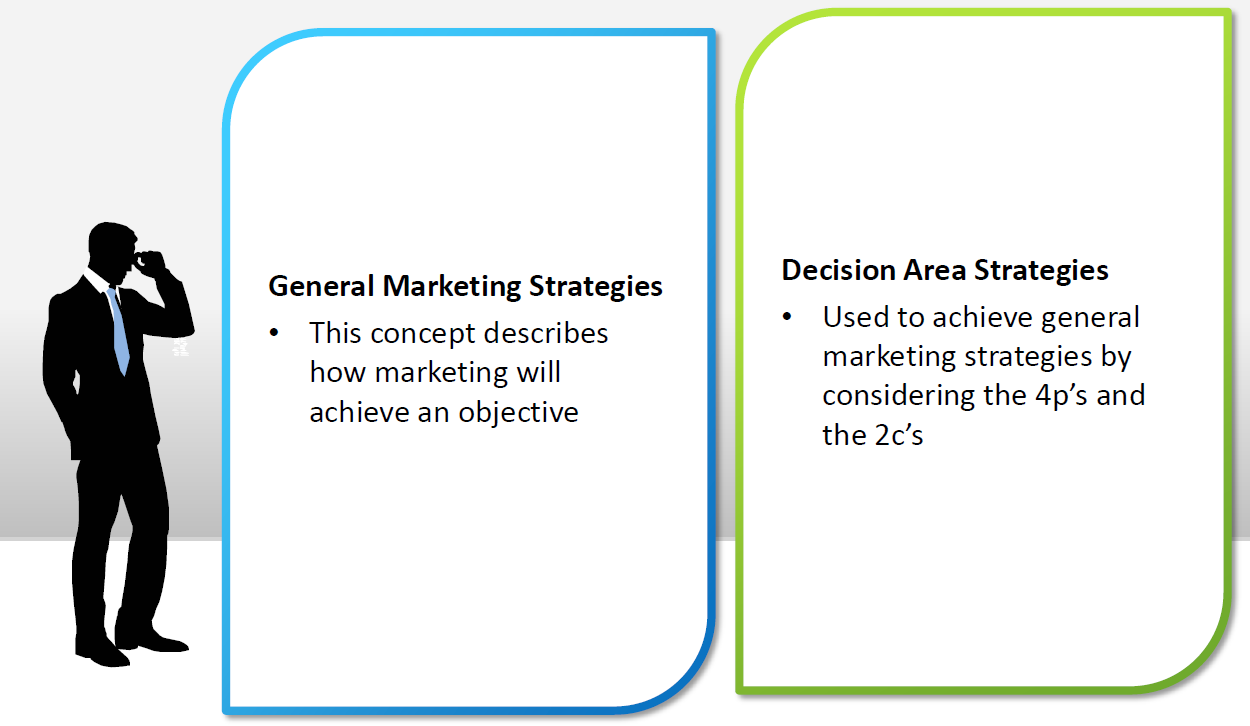 General Marketing Strategies
• This concept describes
how marketing will
achieve an objective
Decision Area Strategies
• Used to achieve general
marketing strategies by
considering the 4p’s and
the 2c’s